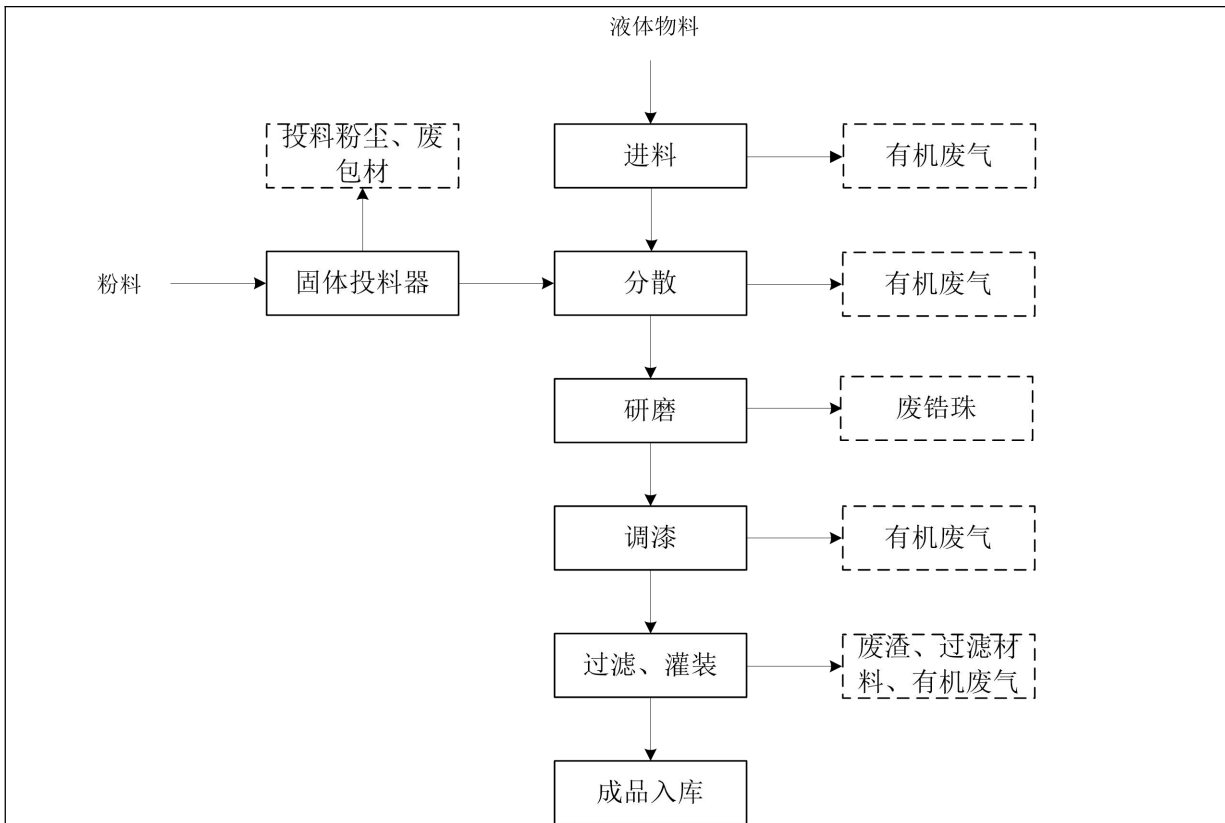 液体物料
投料粉尘、废
包材
进料
有机废气
粉料
固体投料器
分散
有机废气
研磨
废锆珠
调漆
有机废气
过滤、灌装
废渣、过滤材
料、有机废气
成品入库